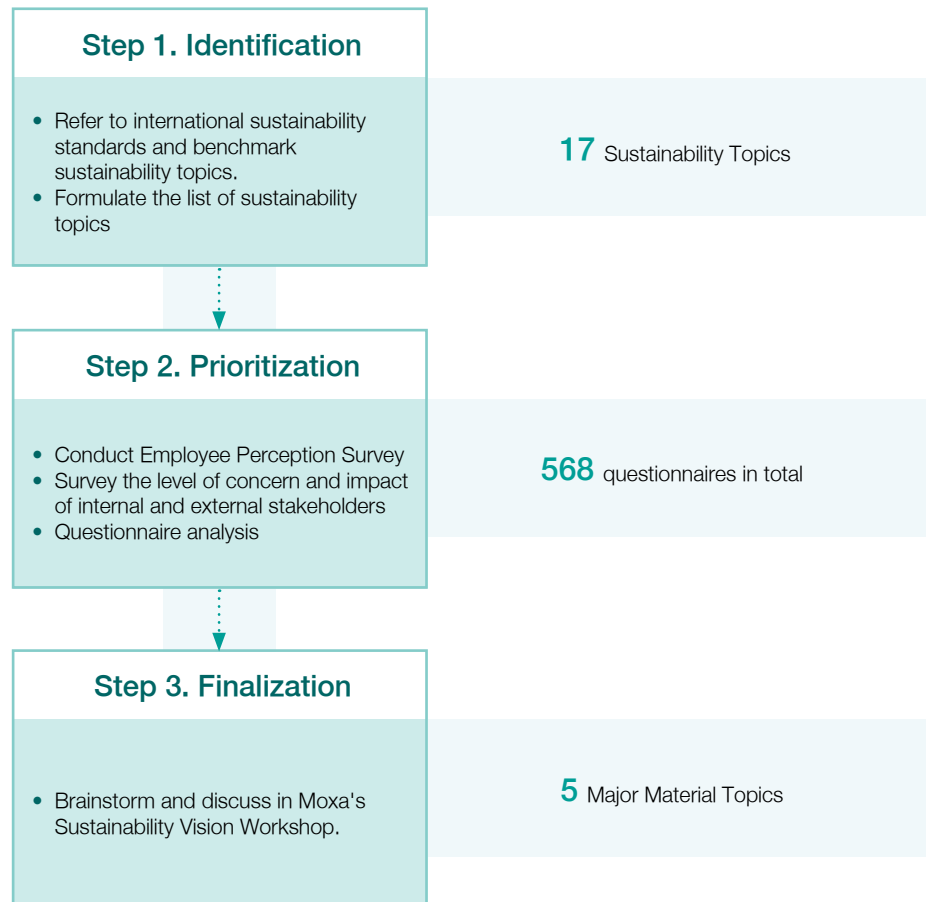 Step 1. Identification
• Refer to international sustainability
standards and benchmark
sustainability topics.
• Formulate the list of sustainability
topics
17 Sustainability Topics
Step 2. Prioritization
• Conduct Employee Perception Survey
• Survey the level of concern and impact
of internal and external stakeholders
• Questionnaire analysis
568 questionnaires in total
Step 3. Finalization
• Brainstorm and discuss in Moxa's
Sustainability Vision Workshop.
5 Major Material Topics